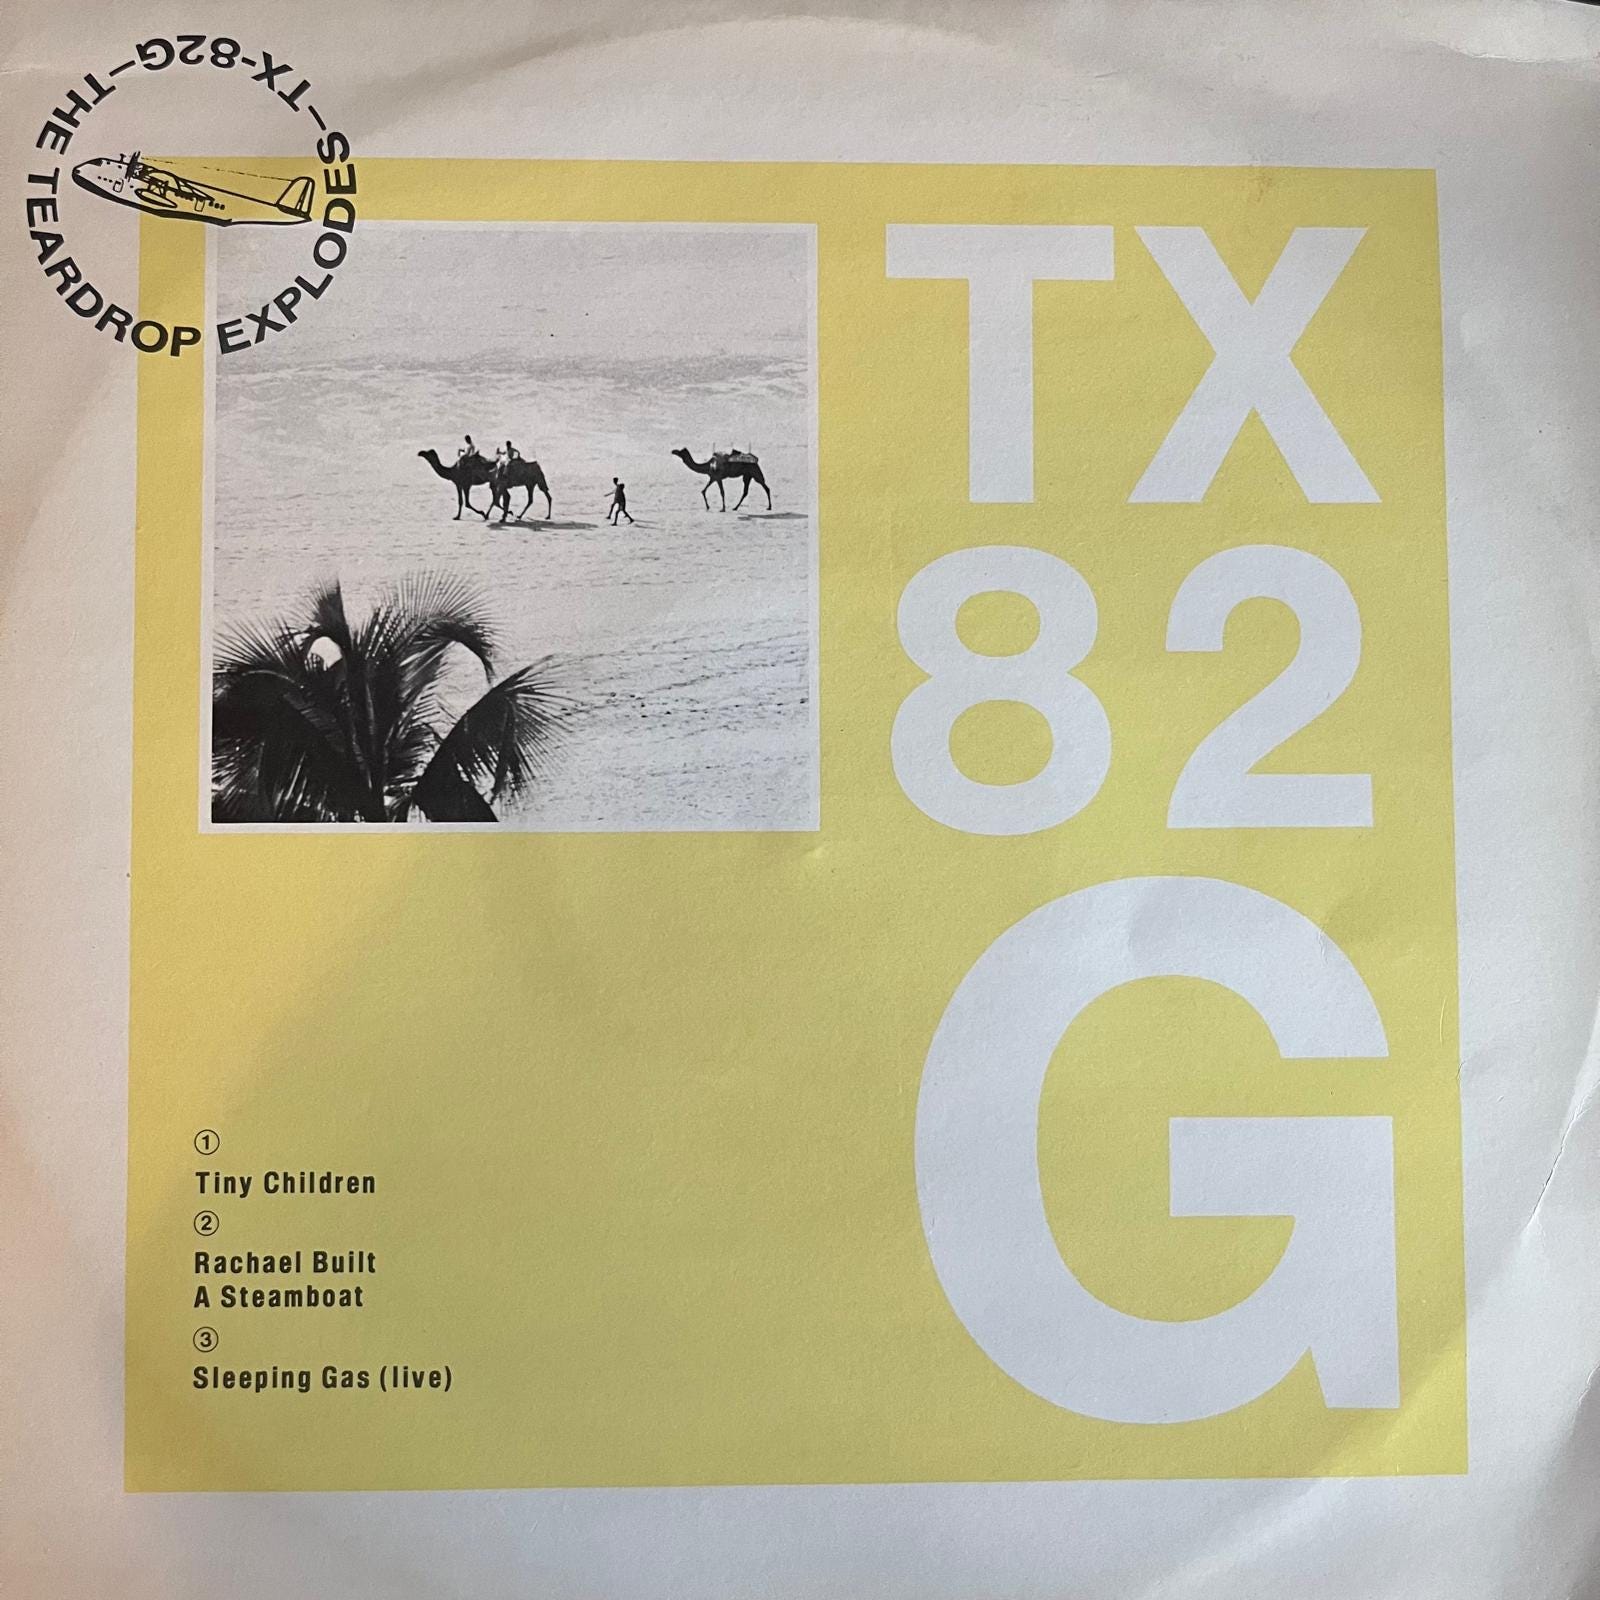 TX-82G–THE TEARDROP EXPLODES–
TX
82
G
①
Tiny Children
②
Rachael Built
A Steamboat
③
Sleeping Gas (live)